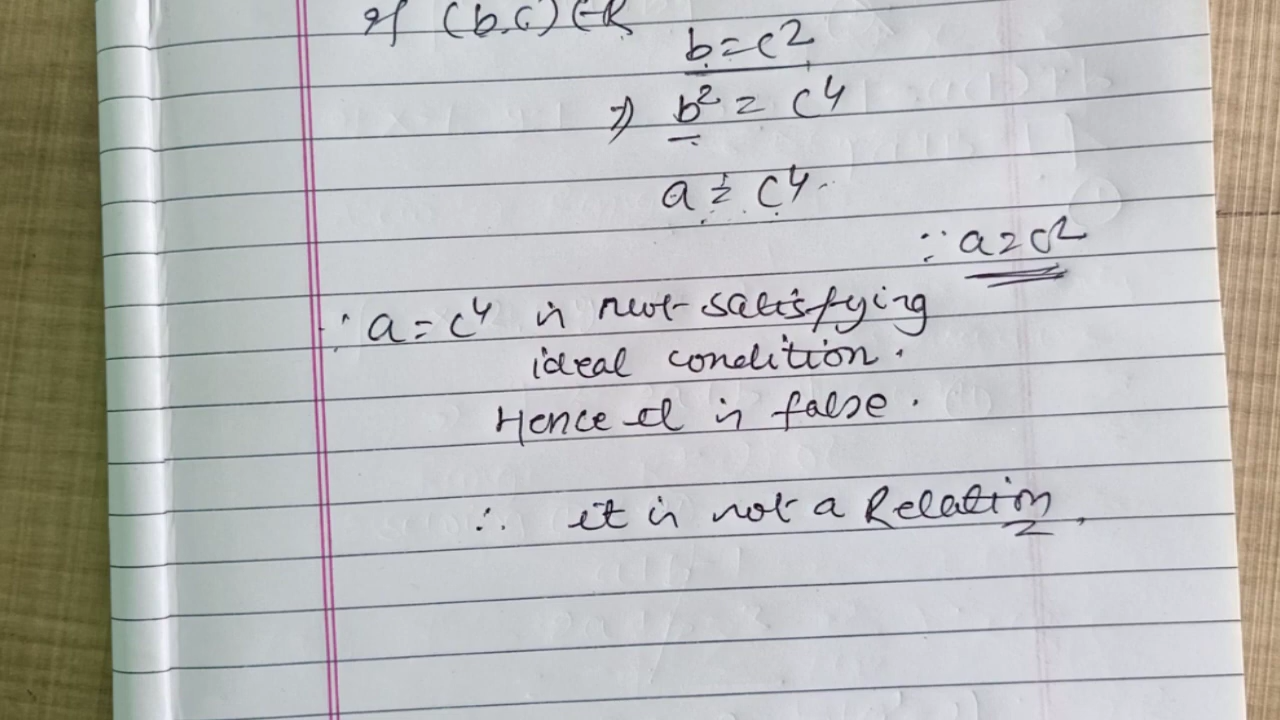 If (b,c) ∈ R
b = c²
⇒ b² = c⁴
a = c⁴.
∵ a = c²
∴ a = c⁴ is not satisfying
ideal condition.
Hence it is false.
∴ it is not a Relation.